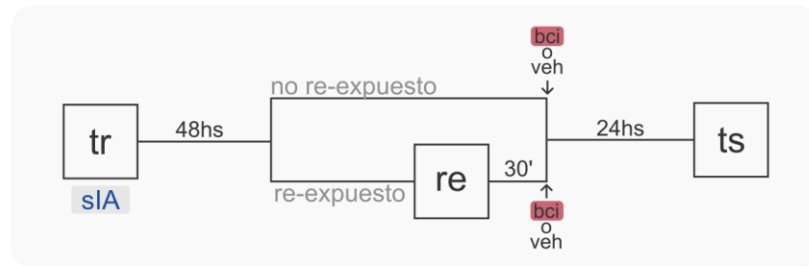 bci
o
veh
no re-expuesto
tr
48hs
24hs
ts
re
30'
sIA
re-expuesto
bci
o
veh